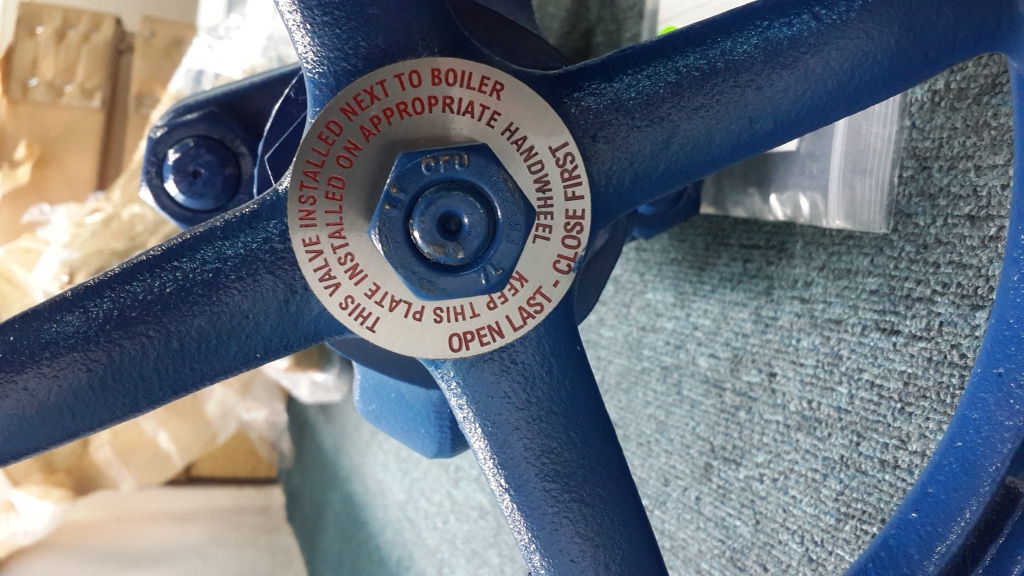 THIS VALVE INSTALLED NEXT TO BOILER
OPEN LAST - CLOSE FIRST
KEEP THIS PLATE INSTALLED ON APPROPRIATE HANDWHEEL